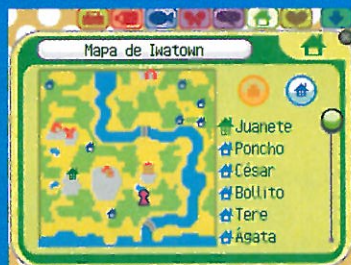 Mapa de Iwatown
Juanete
Poncho
César
Bollito
Tere
Ágata